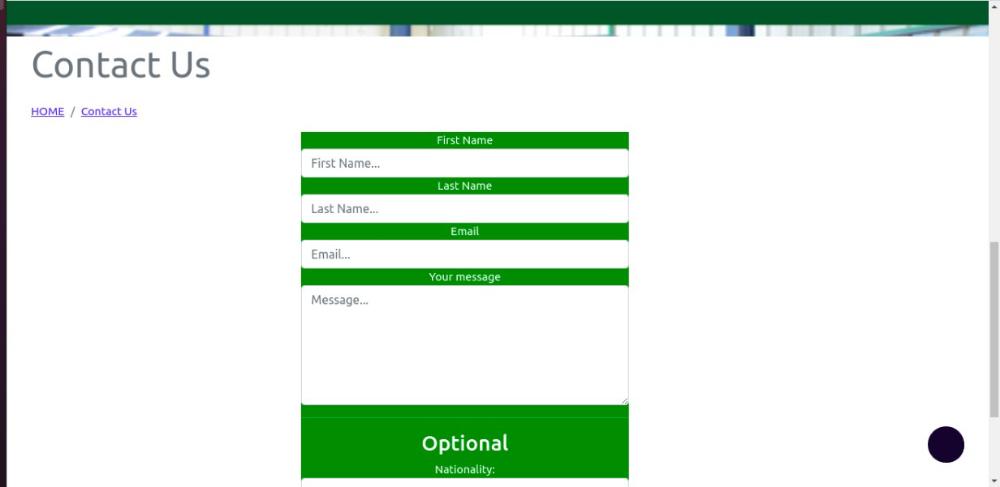 Contact Us
HOME / Contact Us
First Name
First Name...
Last Name
Last Name...
Email
Email...
Your message
Message...
Optional
Nationality: